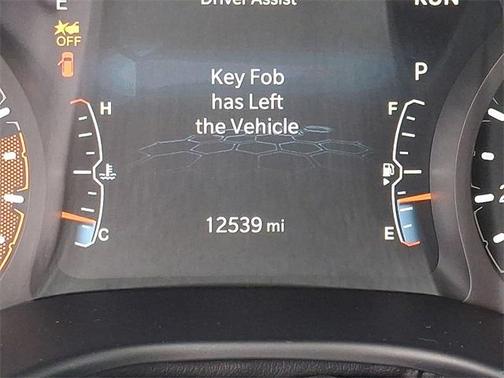 E
Driver Assist
RUN
OFF
P
Key Fob
has Left
the Vehicle
H
F
12539 mi
C
E